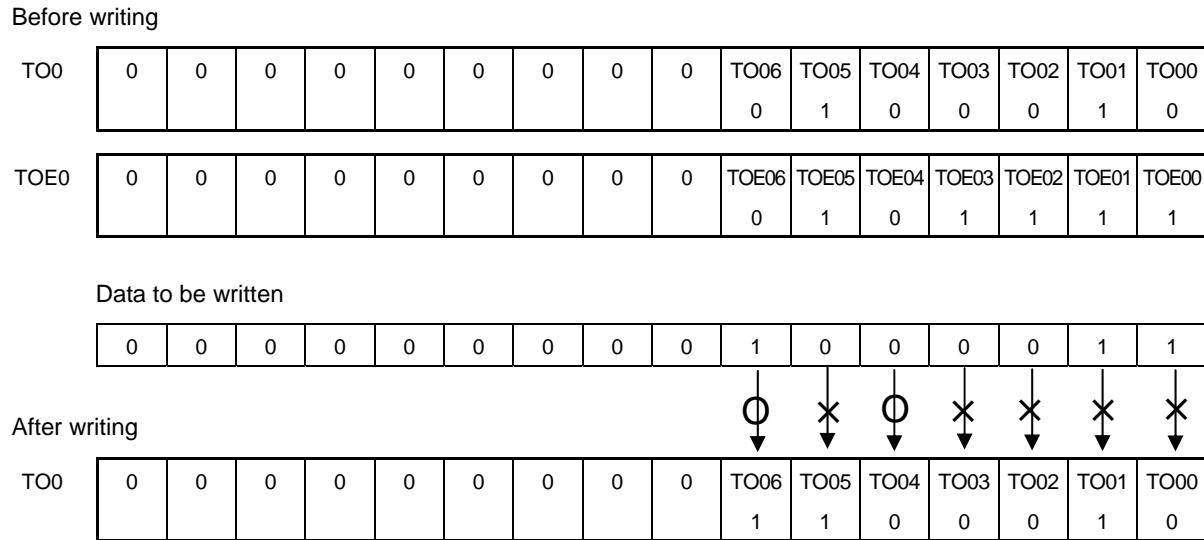 Before writing
TO0 0 0 0 0 0 0 0 0 0 TO06 TO05 TO04 TO03 TO02 TO01 TO00
0 1 0 0 0 1 0
TOE0 0 0 0 0 0 0 0 0 0 TOE06 TOE05 TOE04 TOE03 TOE02 TOE01 TOE00
0 1 0 1 1 1 1
Data to be written
0 0 0 0 0 0 0 0 0 1 0 0 0 0 1 1
O × O × × × ×
After writing
TO0 0 0 0 0 0 0 0 0 0 TO06 TO05 TO04 TO03 TO02 TO01 TO00
1 1 0 0 0 1 0